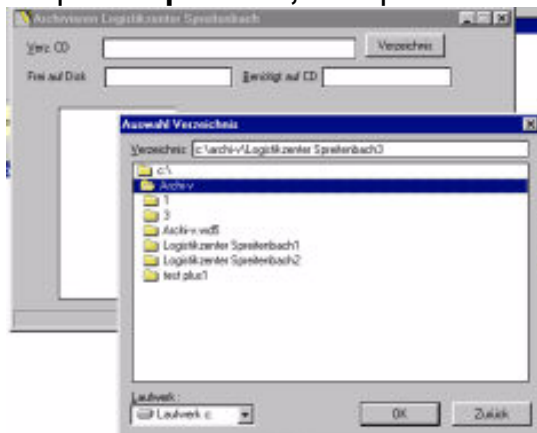 Archivieren Logistikzenter Spreitenbach
Verz. CD
Verzeichnis
Frei auf Disk
Benötigt auf CD
Auswahl Verzeichnis
Verzeichnis: c:\archi-v\Logistikzenter Spreitenbach3
c:\
Archi-v
1
3
Archi-v.wd5
Logistikzenter Spreitenbach1
Logistikzenter Spreitenbach2
test plus1
Laufwerk :
Laufwerk c:
OK
Zurück